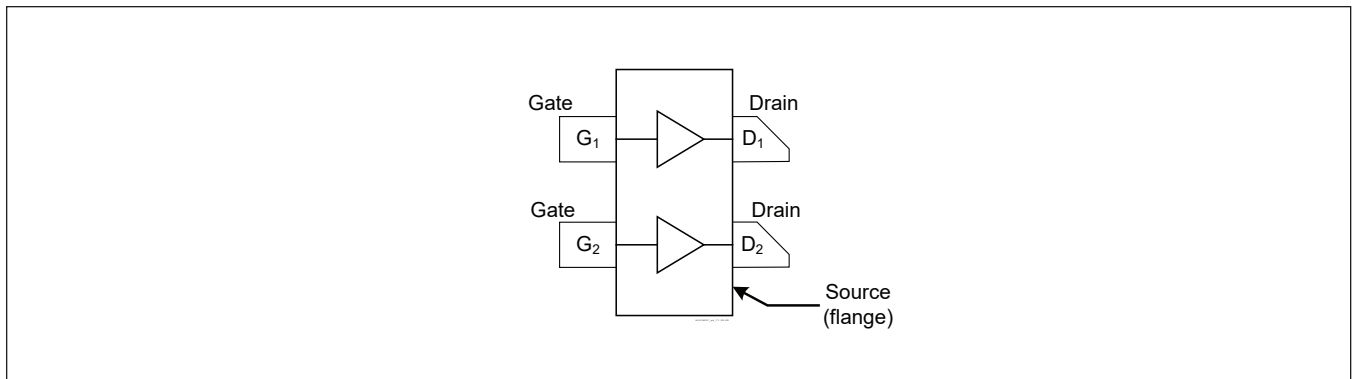 Gate
Drain
G₁
D₁
Gate
Drain
G₂
D₂
Source
(flange)